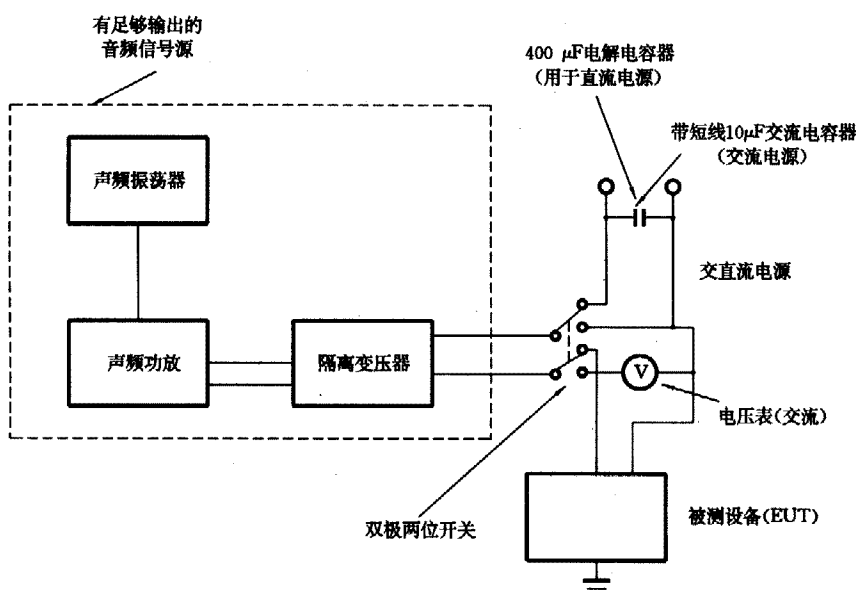 有足够输出的
音频信号源
400 μF电解电容器
(用于直流电源)
带短线10μF交流电容器
(交流电源)
声频振荡器
交直流电源
声频功放
隔离变压器
V
电压表(交流)
双极两位开关
被测设备(EUT)